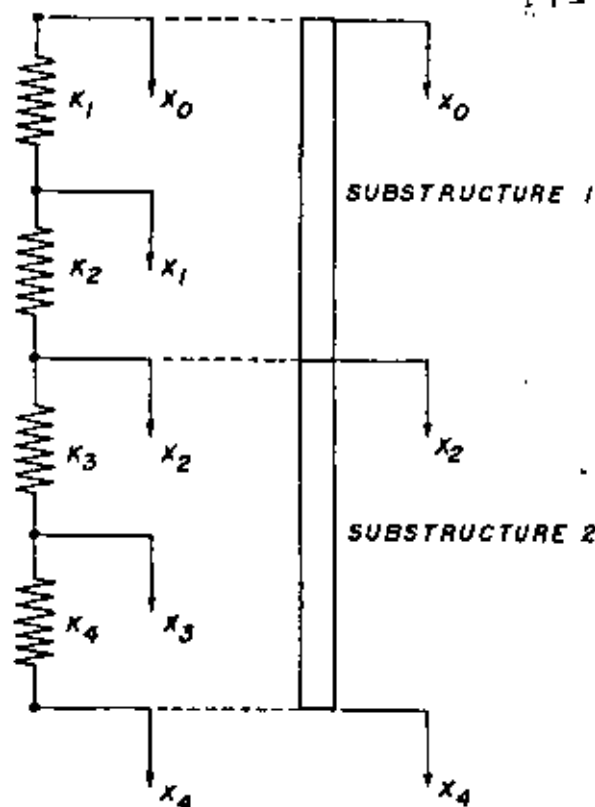 K1
X0
X0
SUBSTRUCTURE 1
K2
X1
K3
X2
X2
SUBSTRUCTURE 2
K4
X3
X4
X4